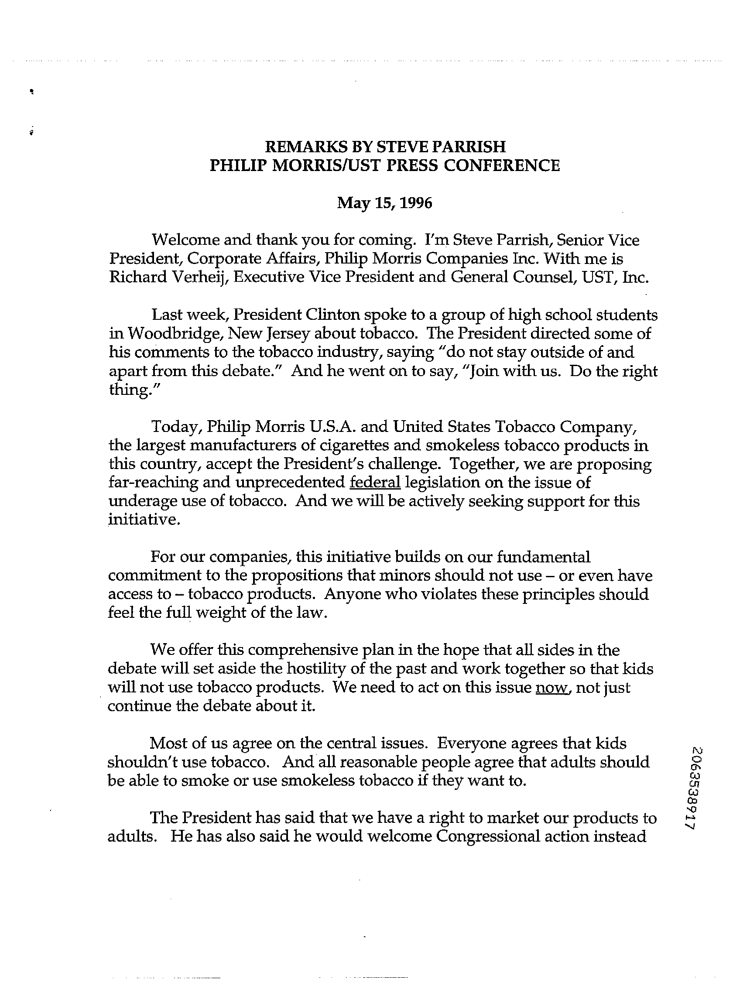 REMARKS BY STEVE PARRISH
PHILIP MORRIS/UST PRESS CONFERENCE
May 15, 1996
Welcome and thank you for coming. I'm Steve Parrish, Senior Vice
President, Corporate Affairs, Philip Morris Companies Inc. With me is
Richard Verheij, Executive Vice President and General Counsel, UST, Inc.
Last week, President Clinton spoke to a group of high school students
in Woodbridge, New Jersey about tobacco. The President directed some of
his comments to the tobacco industry, saying "do not stay outside of and
apart from this debate." And he went on to say, "Join with us. Do the right
thing."
Today, Philip Morris U.S.A. and United States Tobacco Company,
the largest manufacturers of cigarettes and smokeless tobacco products in
this country, accept the President's challenge. Together, we are proposing
far-reaching and unprecedented federal legislation on the issue of
underage use of tobacco. And we will be actively seeking support for this
initiative.
For our companies, this initiative builds on our fundamental
commitment to the propositions that minors should not use – or even have
access to – tobacco products. Anyone who violates these principles should
feel the full weight of the law.
We offer this comprehensive plan in the hope that all sides in the
debate will set aside the hostility of the past and work together so that kids
will not use tobacco products. We need to act on this issue now, not just
continue the debate about it.
Most of us agree on the central issues. Everyone agrees that kids
shouldn't use tobacco. And all reasonable people agree that adults should
be able to smoke or use smokeless tobacco if they want to.
The President has said that we have a right to market our products to
adults. He has also said he would welcome Congressional action instead
2063538917